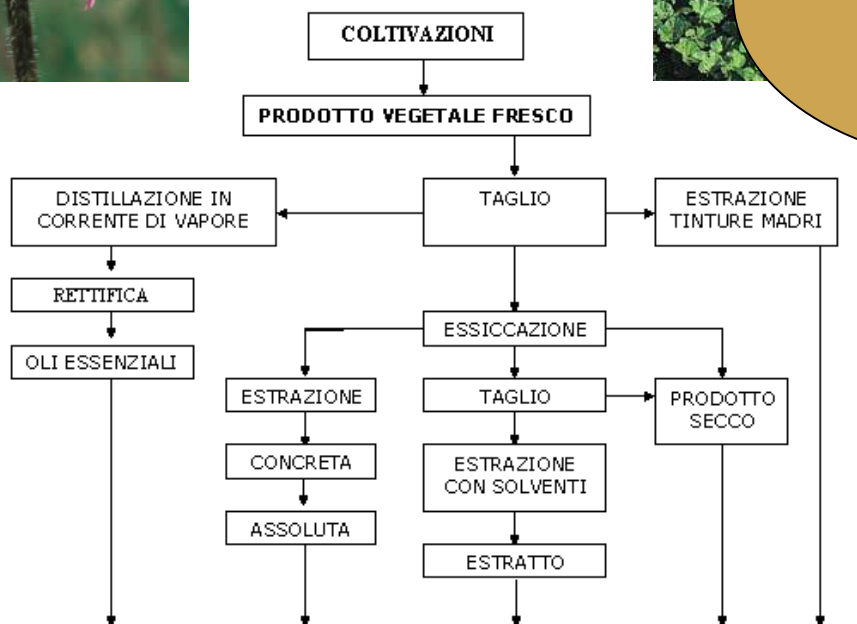 COLTIVAZIONI
PRODOTTO VEGETALE FRESCO
DISTILLAZIONE IN
CORRENTE DI VAPORE
TAGLIO
ESTRAZIONE
TINTURE MADRI
RETTIFICA
ESSICCAZIONE
OLI ESSENZIALI
ESTRAZIONE
TAGLIO
PRODOTTO
SECCO
CONCRETA
ESTRAZIONE
CON SOLVENTI
ASSOLUTA
ESTRATTO